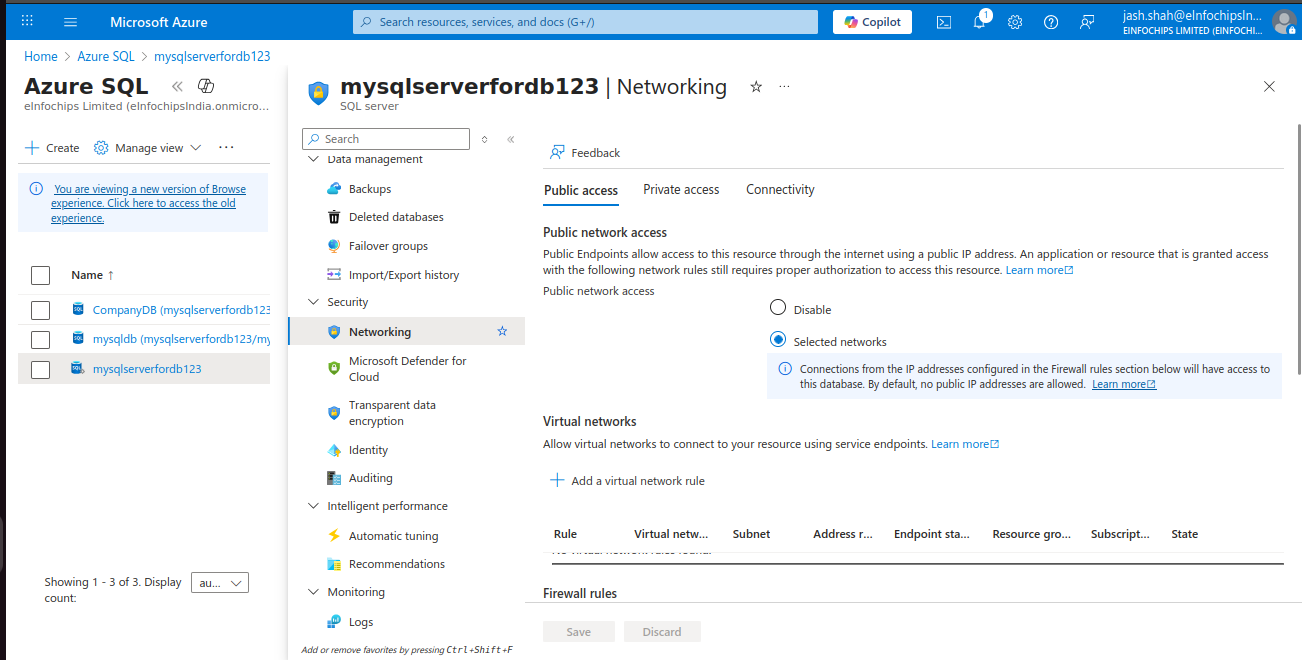 Microsoft Azure
Search resources, services, and docs (G+/)
Copilot
1
jash.shah@eInfochipsIn...
EINFOCHIPS LIMITED (EINFOCHI...
Home > Azure SQL > mysqlserverfordb123
Azure SQL
eInfochips Limited (eInfochipsIndia.onmicro...
Create
Manage view
You are viewing a new version of Browse
experience. Click here to access the old
experience.
Name ↑
CompanyDB (mysqlserverfordb123
mysqldb (mysqlserverfordb123/my
mysqlserverfordb123
Showing 1 - 3 of 3. Display
count:
au...
mysqlserverfordb123 | Networking
SQL server
Search
Data management
Backups
Deleted databases
Failover groups
Import/Export history
Security
Networking
Microsoft Defender for
Cloud
Transparent data
encryption
Identity
Auditing
Intelligent performance
Automatic tuning
Recommendations
Monitoring
Logs
Add or remove favorites by pressing Ctrl+Shift+F
Feedback
Public access
Private access
Connectivity
Public network access
Public Endpoints allow access to this resource through the internet using a public IP address. An application or resource that is granted access
with the following network rules still requires proper authorization to access this resource. Learn more
Public network access
Disable
Selected networks
Connections from the IP addresses configured in the Firewall rules section below will have access to
this database. By default, no public IP addresses are allowed. Learn more
Virtual networks
Allow virtual networks to connect to your resource using service endpoints. Learn more
Add a virtual network rule
Rule Virtual netw... Subnet Address r... Endpoint sta... Resource gro... Subscript... State
No virtual network rules found.
Firewall rules
Save
Discard